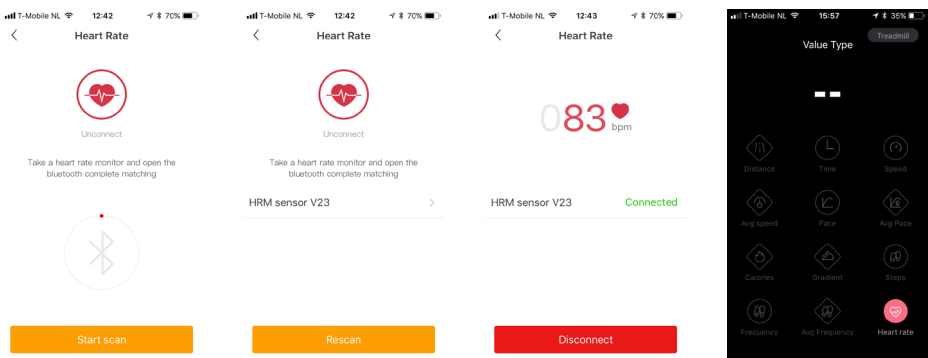 T-Mobile NL 12:42 70%
Heart Rate
Unconnect
Take a heart rate monitor and open the
bluetooth complete matching
Start scan
T-Mobile NL 12:42 70%
Heart Rate
Unconnect
Take a heart rate monitor and open the
bluetooth complete matching
HRM sensor V23
Rescan
T-Mobile NL 12:43 70%
Heart Rate
083 bpm
HRM sensor V23 Connected
Disconnect
T-Mobile NL 15:57 35%
Treadmill
Value Type
--
Distance Time Speed
Avg speed Pace Avg Pace
Calories Gradient Steps
Frequency Avg Frequency Heart rate